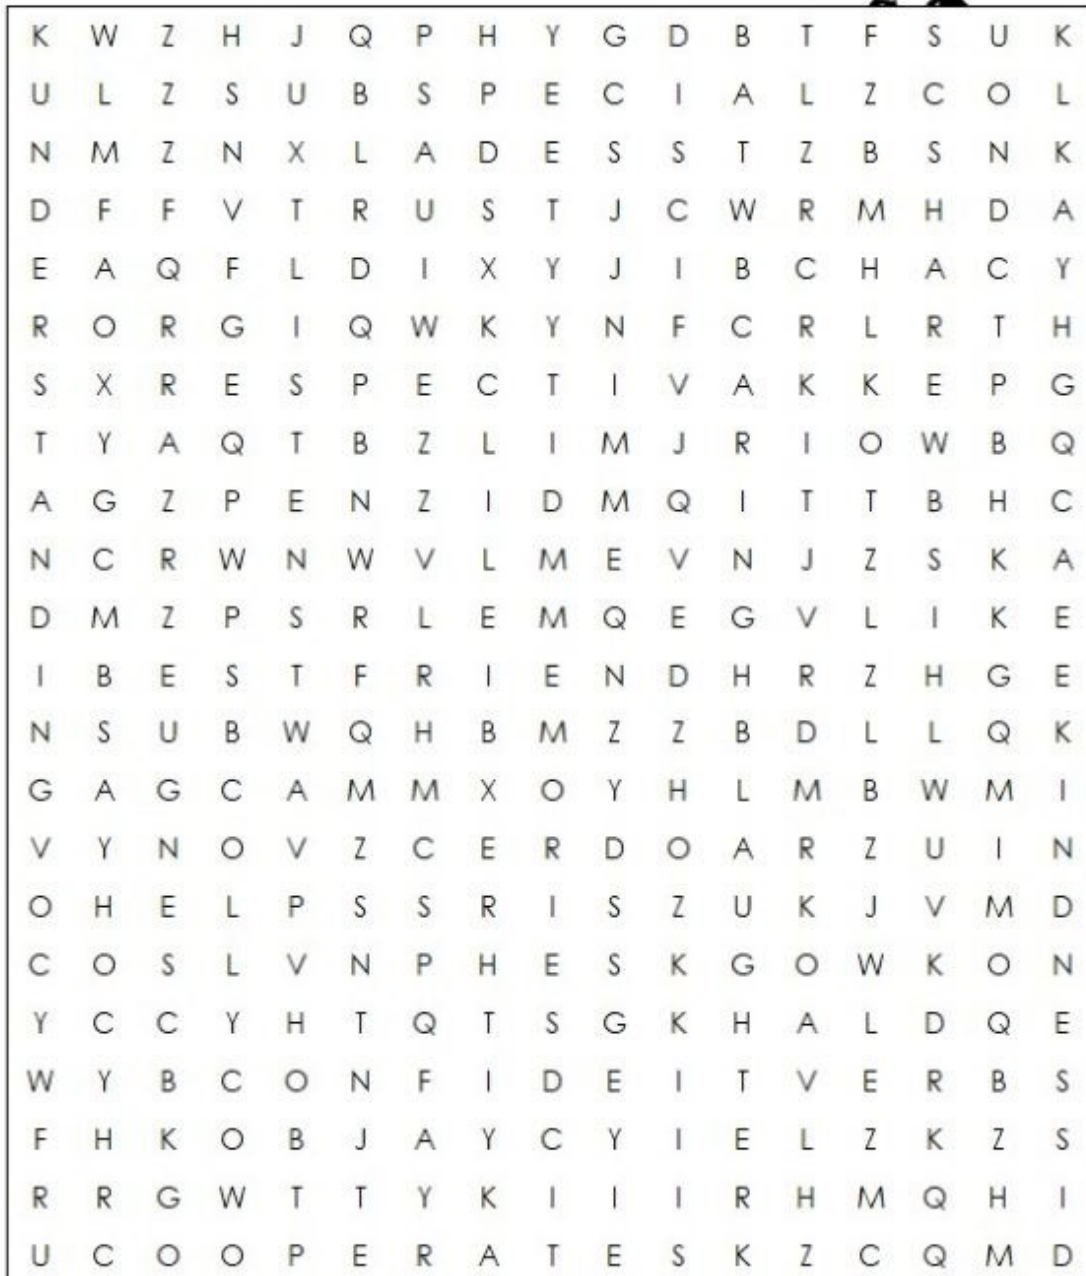 K W Z H J Q P H Y G D B T F S U K
U L Z S U B S P E C I A L Z C O L
N M Z N X L A D E S S T Z B S N K
D F F V T R U S T J C W R M H D A
E A Q F L D I X Y J I B C H A C Y
R O R G I Q W K Y N F C R L R T H
S X R E S P E C T I V A K K E P G
T Y A Q T B Z L I M J R I O W B Q
A G Z P E N Z I D M Q I T T B H C
N C R W N W V L M E V N J Z S K A
D M Z P S R L E M Q E G V L I K E
I B E S T F R I E N D H R Z H G E
N S U B W Q H B M Z Z B D L L Q K
G A G C A M M X O Y H L M B W M I
V Y N O V Z C E R D O A R Z U I N
O H E L P S S R I S Z U K J V M D
C O S L V N P H E S K G O W K O N
Y C C Y H T Q T S G K H A L D Q E
W Y B C O N F I D E I T V E R B S
F H K O B J A Y C Y I E L Z K Z S
R R G W T T Y K I I I R H M Q H I
U C O O P E R A T E S K Z C Q M D